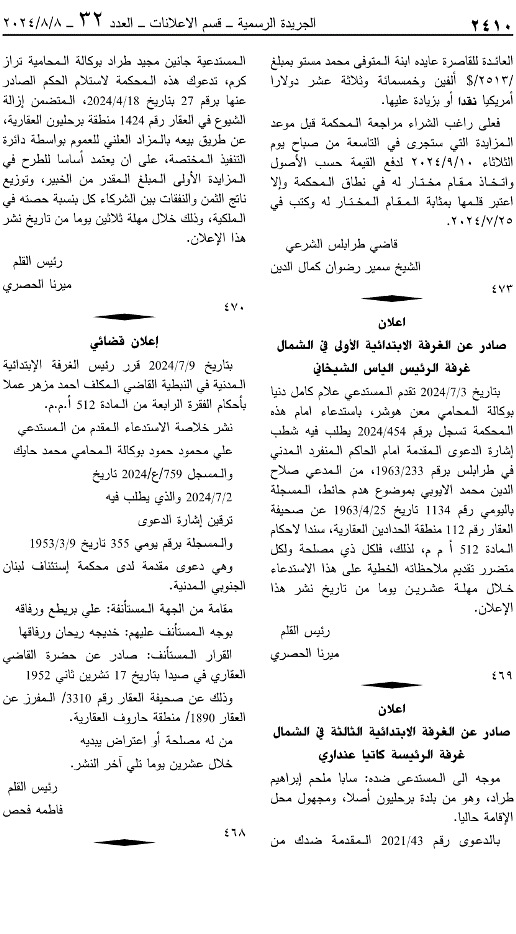 ٢٤١٠
الجريدة الرسمية ــ قسم الاعلانات ــ العدد ٣٢ ــ ٢٠٢٤/٨/٨
العائدة للقاصرة عايده ابنة المتوفى محمد مستو بمبلغ
/٢٥١٣/$ ألفين وخمسمائة وثلاثة عشر دولارا
أمريكيا نقدا أو بزيادة عليها.
فعلى راغب الشراء مراجعة المحكمة قبل موعد
المزايدة التي ستجرى في التاسعة من صباح يوم
الثلاثاء ٢٠٢٤/٩/١٠ لدفع القيمة حسب الأصول
واتخاذ مقام مختار له في نطاق المحكمة وإلا
اعتبر قلمها بمثابة المقام المختار له وكتب في
٢٠٢٤/٧/٢٥.
قاضي طرابلس الشرعي
الشيخ سمير رضوان كمال الدين
٤٧٣
اعلان
صادر عن الغرفة الابتدائية الأولى في الشمال
غرفة الرئيس الياس الشيخاني
بتاريخ 2024/7/3 تقدم المستدعي علام كامل دنيا
بوكالة المحامي معن هوشر، باستدعاء امام هذه
المحكمة تسجل برقم 2024/454 يطلب فيه شطب
إشارة الدعوى المقدمة امام الحاكم المنفرد المدني
في طرابلس برقم 1963/233، من المدعي صلاح
الدين محمد الايوبي بموضوع هدم حائط، المسجلة
باليومي رقم 1134 تاريخ 1963/4/25 عن صحيفة
العقار رقم 112 منطقة الحدادين العقارية، سندا لاحكام
المادة 512 أ م م، لذلك، فلكل ذي مصلحة ولكل
متضرر تقديم ملاحظاته الخطية على هذا الاستدعاء
خلال مهلة عشرين يوما من تاريخ نشر هذا
الإعلان.
رئيس القلم
ميرنا الحصري
٤٦٩
اعلان
صادر عن الغرفة الابتدائية الثالثة في الشمال
غرفة الرئيسة كاتيا عنداري
موجه الى المستدعى ضده: سابا ملحم إبراهيم
طراد، وهو من بلدة برحليون أصلا، ومجهول محل
الإقامة حاليا.
بالدعوى رقم 2021/43 المقدمة ضدك من
المستدعية جانين مجيد طراد بوكالة المحامية تراز
كرم، تدعوك هذه المحكمة لاستلام الحكم الصادر
عنها برقم 27 بتاريخ 2024/4/18، المتضمن إزالة
الشيوع في العقار رقم 1424 منطقة برحليون العقارية،
عن طريق بيعه بالمزاد العلني للعموم بواسطة دائرة
التنفيذ المختصة، على ان يعتمد أساسا للطرح في
المزايدة الأولى المبلغ المقدر من الخبير، وتوزيع
ناتج الثمن والنفقات بين الشركاء كل بنسبة حصته في
الملكية، وذلك خلال مهلة ثلاثين يوما من تاريخ نشر
هذا الإعلان.
رئيس القلم
ميرنا الحصري
٤٧٠
إعلان قضائي
بتاريخ 2024/7/9 قرر رئيس الغرفة الإبتدائية
المدنية في النبطية القاضي المكلف احمد مزهر عملا
بأحكام الفقرة الرابعة من المادة 512 أ.م.م.
نشر خلاصة الاستدعاء المقدم من المستدعي
علي محمود حمود بوكالة المحامي محمد حايك
والمسجل 759/ع/2024 تاريخ
2024/7/2 والذي يطلب فيه
ترقين إشارة الدعوى
والمسجلة برقم يومي 355 تاريخ 1953/3/9
وهي دعوى مقدمة لدى محكمة إستئناف لبنان
الجنوبي المدنية.
مقامة من الجهة المستأنفة: علي بريطع ورفاقه
بوجه المستأنف عليهم: خديجه ريحان ورفاقها
القرار المستأنف: صادر عن حضرة القاضي
العقاري في صيدا بتاريخ 17 تشرين ثاني 1952
وذلك عن صحيفة العقار رقم 3310/ المفرز عن
العقار 1890/ منطقة حاروف العقارية.
من له مصلحة أو اعتراض يبديه
خلال عشرين يوما تلي آخر النشر.
رئيس القلم
فاطمه فحص
٤٦٨